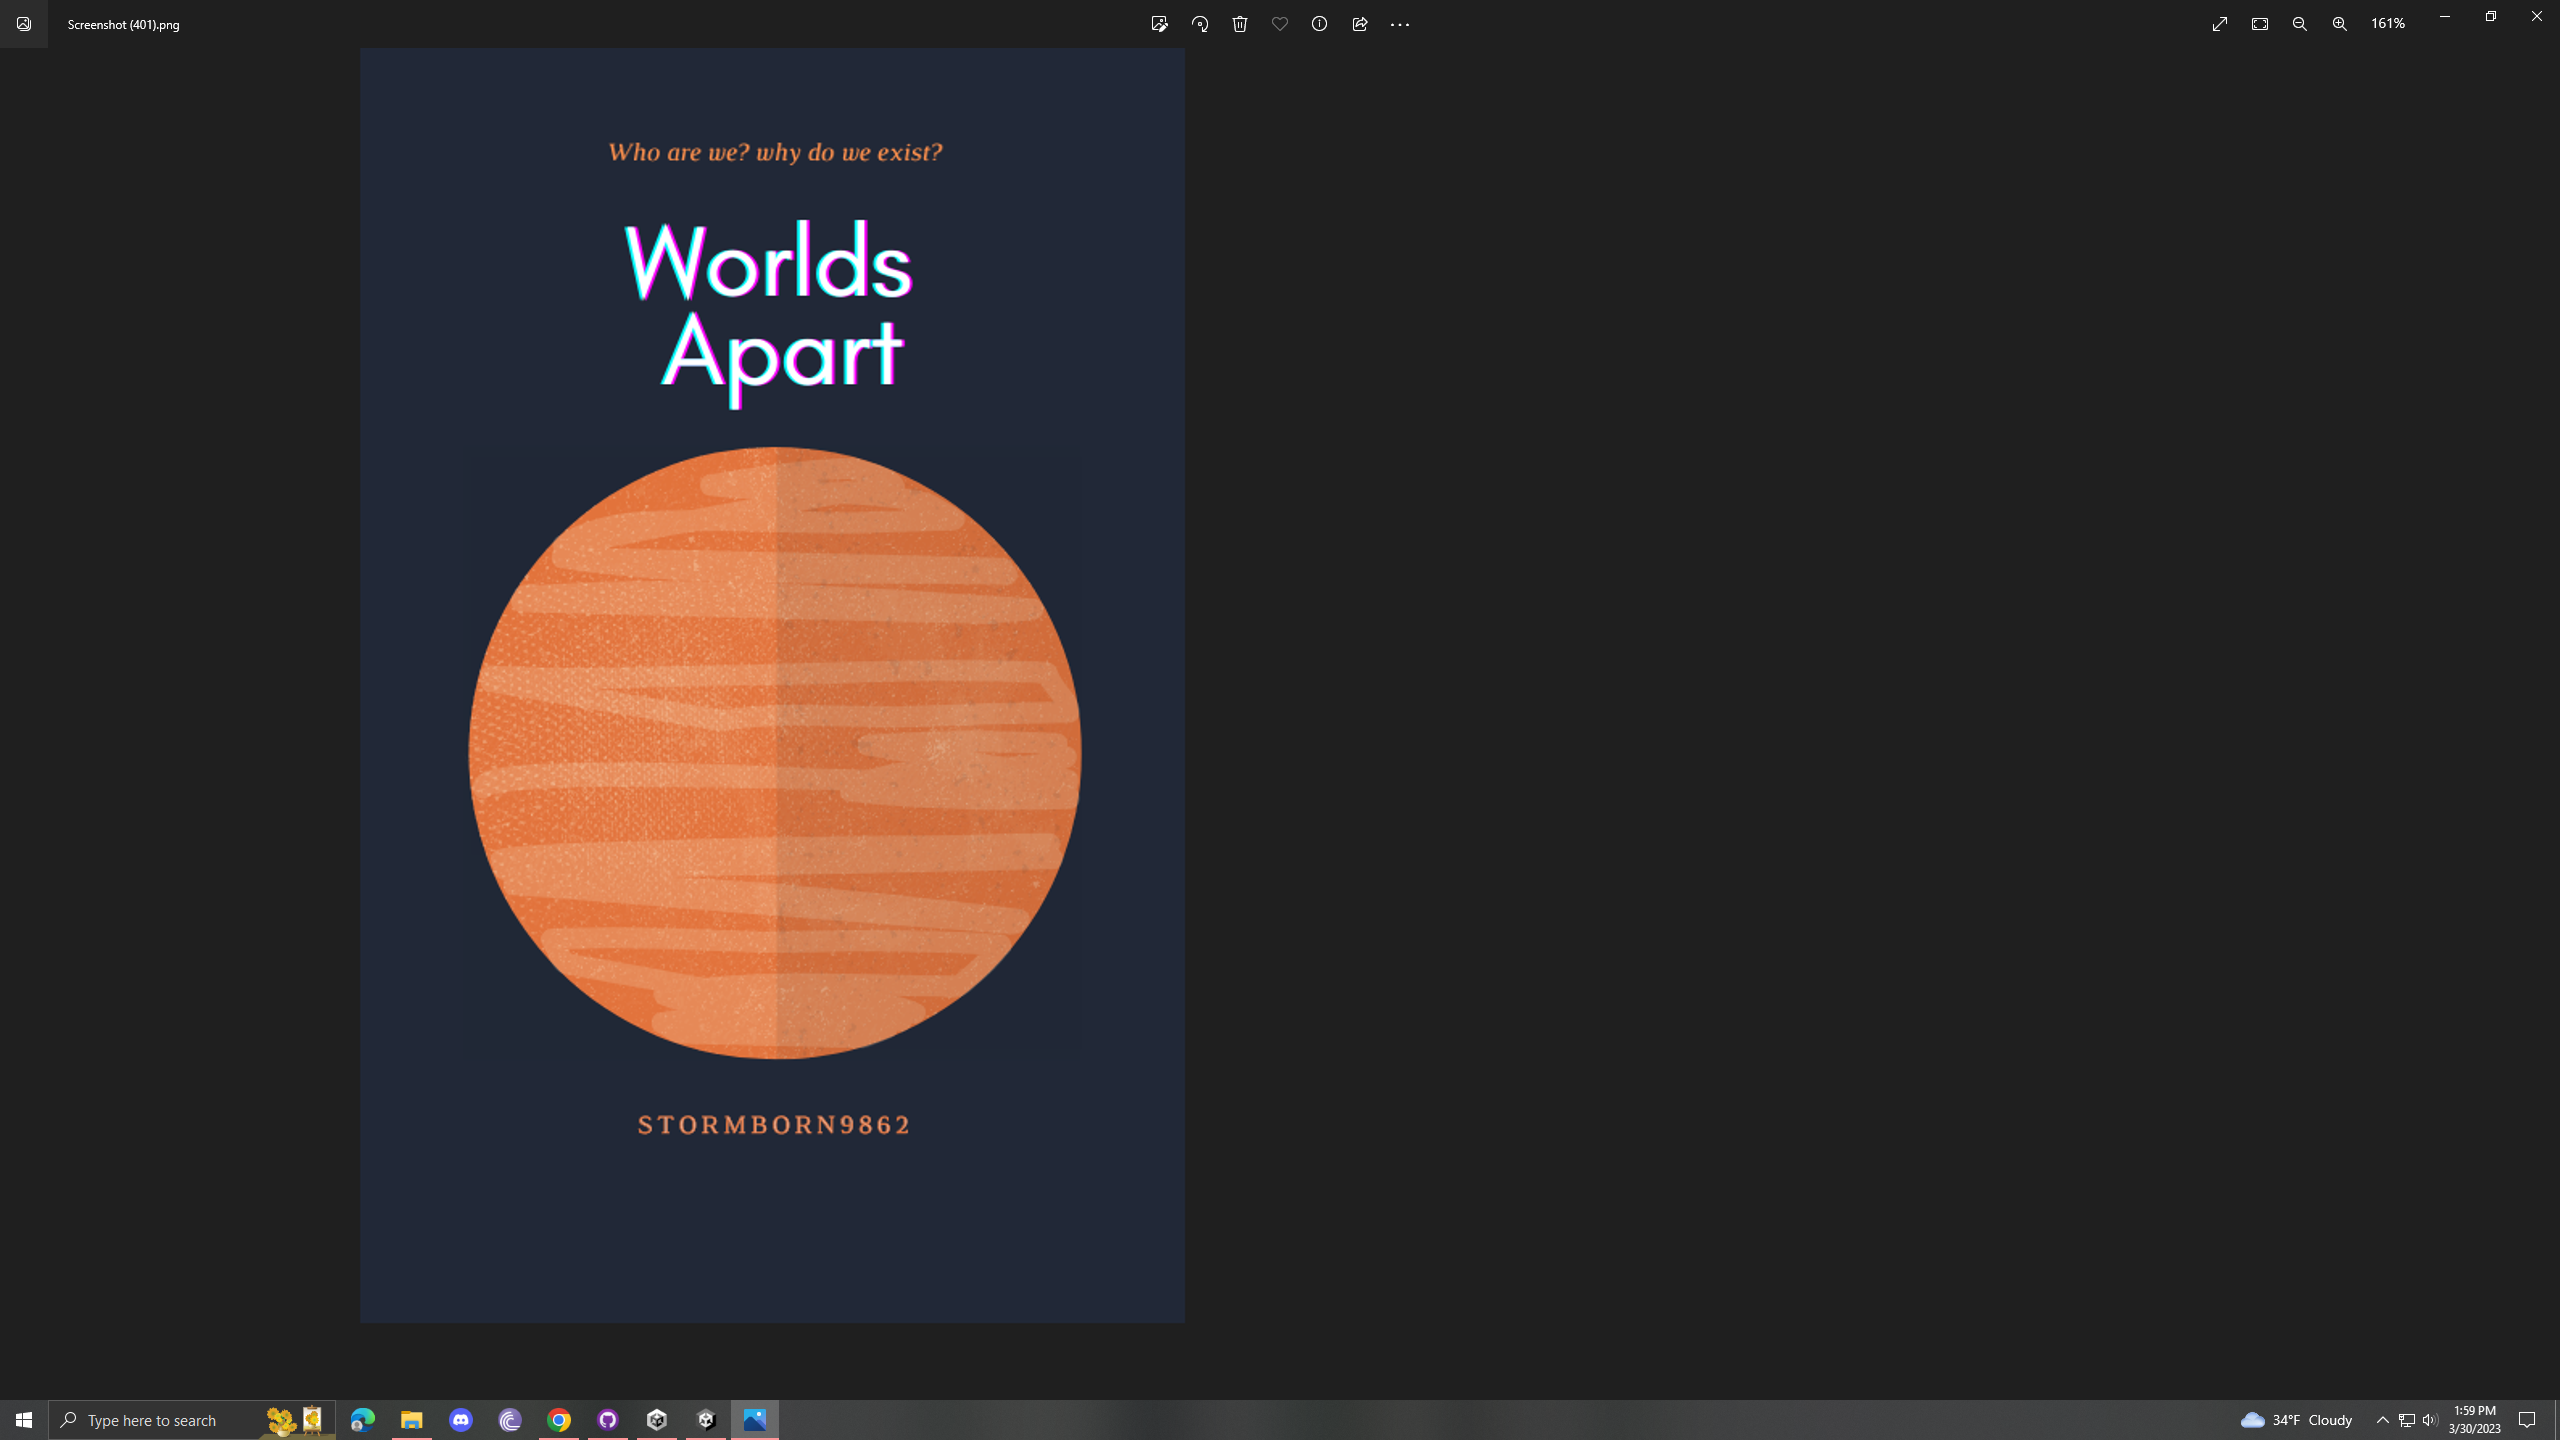 Screenshot (401).png
161%
Who are we? why do we exist?
Worlds
Apart
STORMBORN9862
Type here to search
34°F Cloudy
1:59 PM
3/30/2023